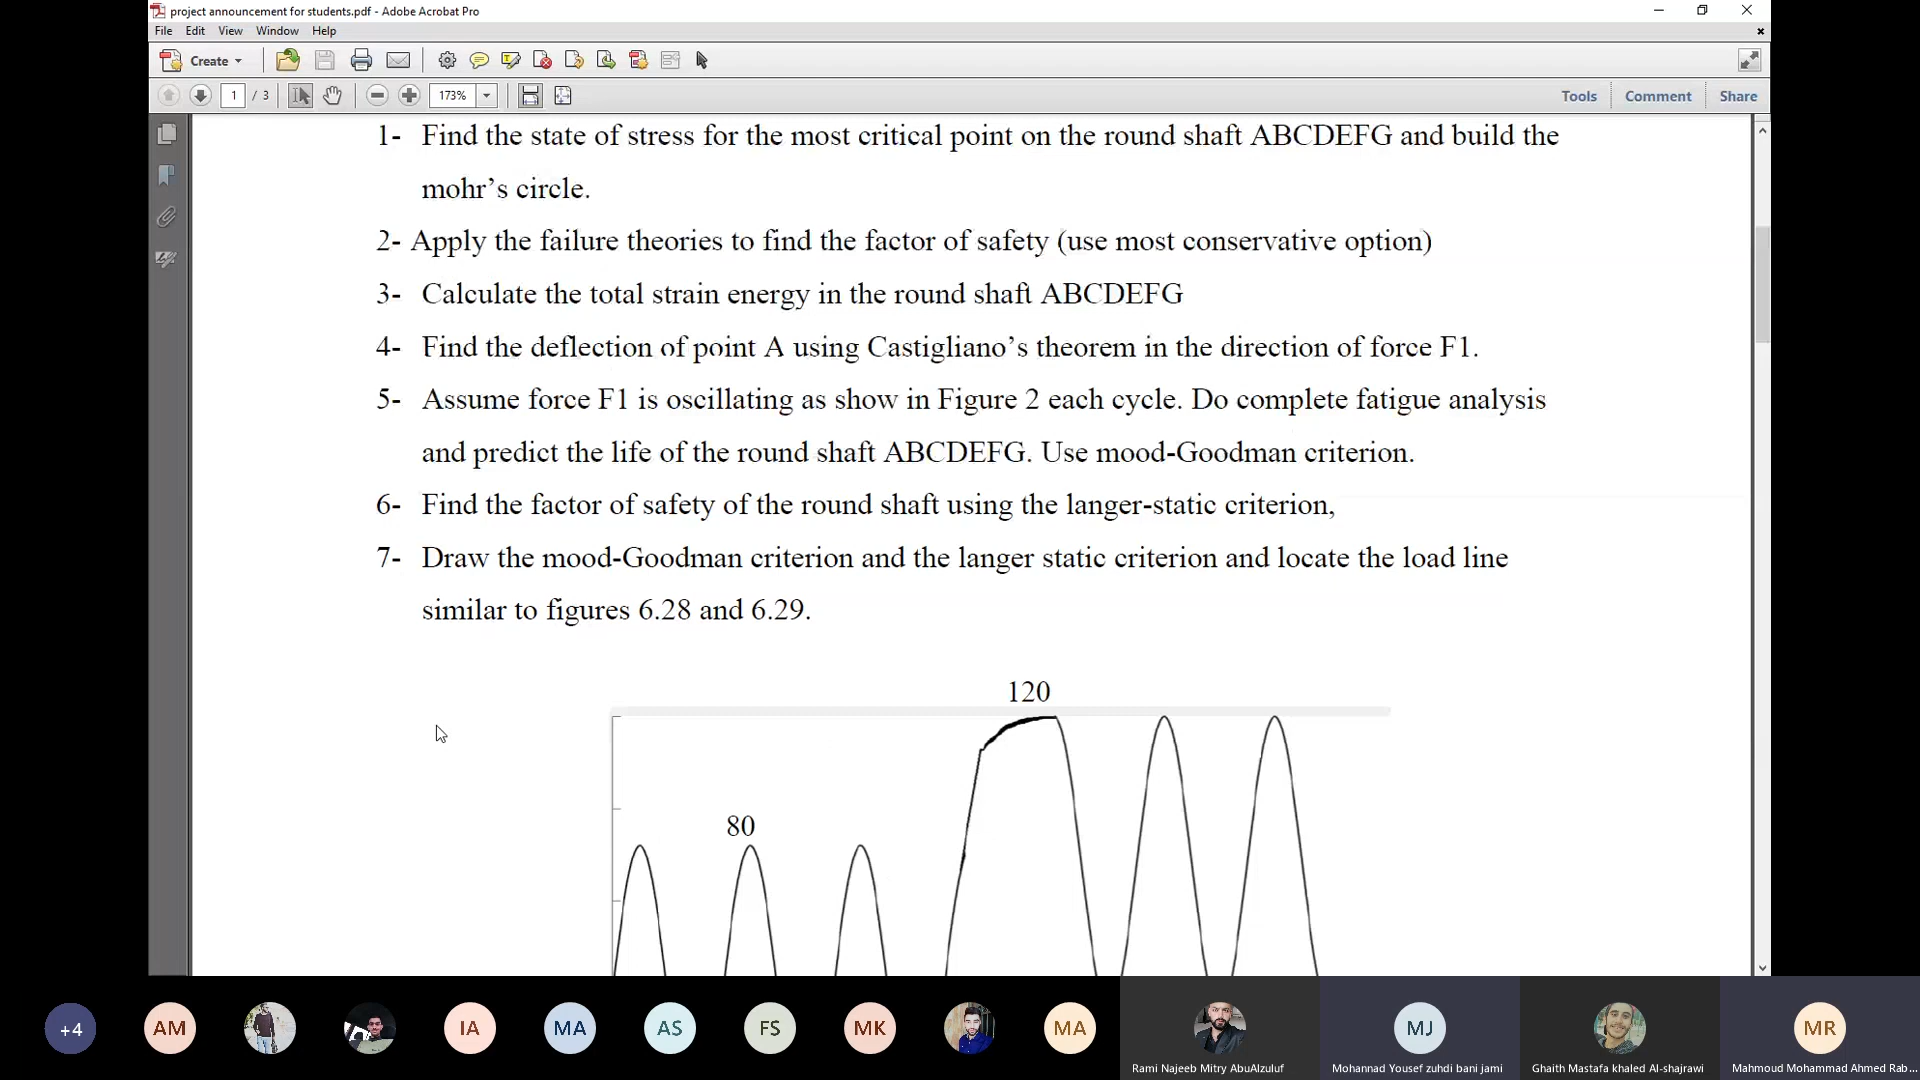 project announcement for students.pdf - Adobe Acrobat Pro
File Edit View Window Help
Create
1 / 3 173% Tools Comment Share
1- Find the state of stress for the most critical point on the round shaft ABCDEFG and build the
mohr’s circle.
2- Apply the failure theories to find the factor of safety (use most conservative option)
3- Calculate the total strain energy in the round shaft ABCDEFG
4- Find the deflection of point A using Castigliano’s theorem in the direction of force F1.
5- Assume force F1 is oscillating as show in Figure 2 each cycle. Do complete fatigue analysis
and predict the life of the round shaft ABCDEFG. Use mood-Goodman criterion.
6- Find the factor of safety of the round shaft using the langer-static criterion,
7- Draw the mood-Goodman criterion and the langer static criterion and locate the load line
similar to figures 6.28 and 6.29.
120
80
+4 AM IA MA AS FS MK MA MJ MR
Rami Najeeb Mitry AbuAlzuluf Mohannad Yousef zuhdi bani jami Ghaith Mastafa khaled Al-shajrawi Mahmoud Mohammad Ahmed Rab...